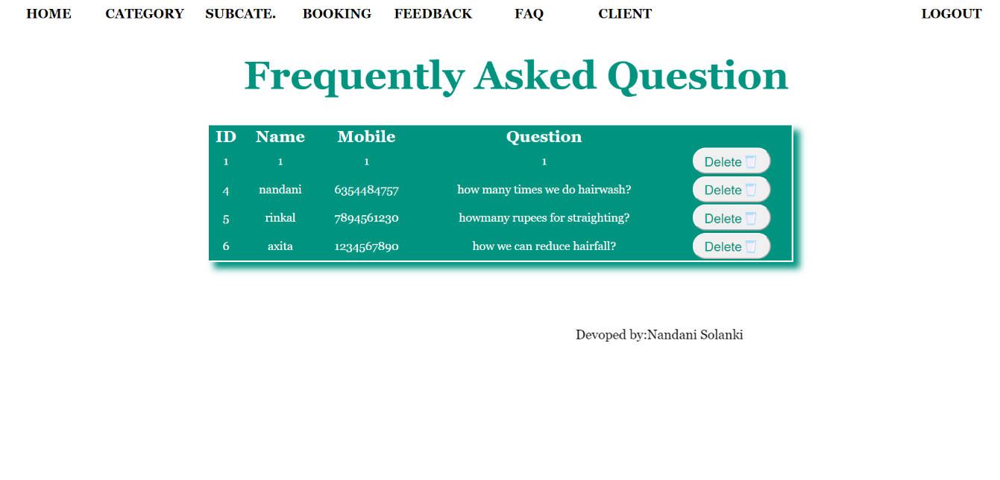 HOME CATEGORY SUBCATE. BOOKING FEEDBACK FAQ CLIENT LOGOUT
Frequently Asked Question
ID Name Mobile Question
1 1 1 1 Delete
4 nandani 6354484757 how many times we do hairwash? Delete
5 rinkal 7894561230 howmany rupees for straighting? Delete
6 axita 1234567890 how we can reduce hairfall? Delete
Devoped by:Nandani Solanki